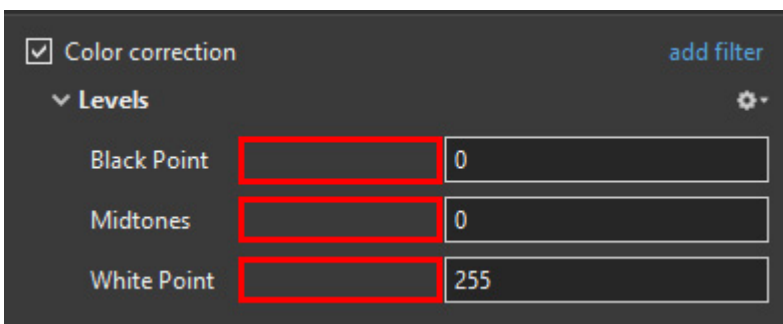 Color correction add filter
Levels
Black Point 0
Midtones 0
White Point 255